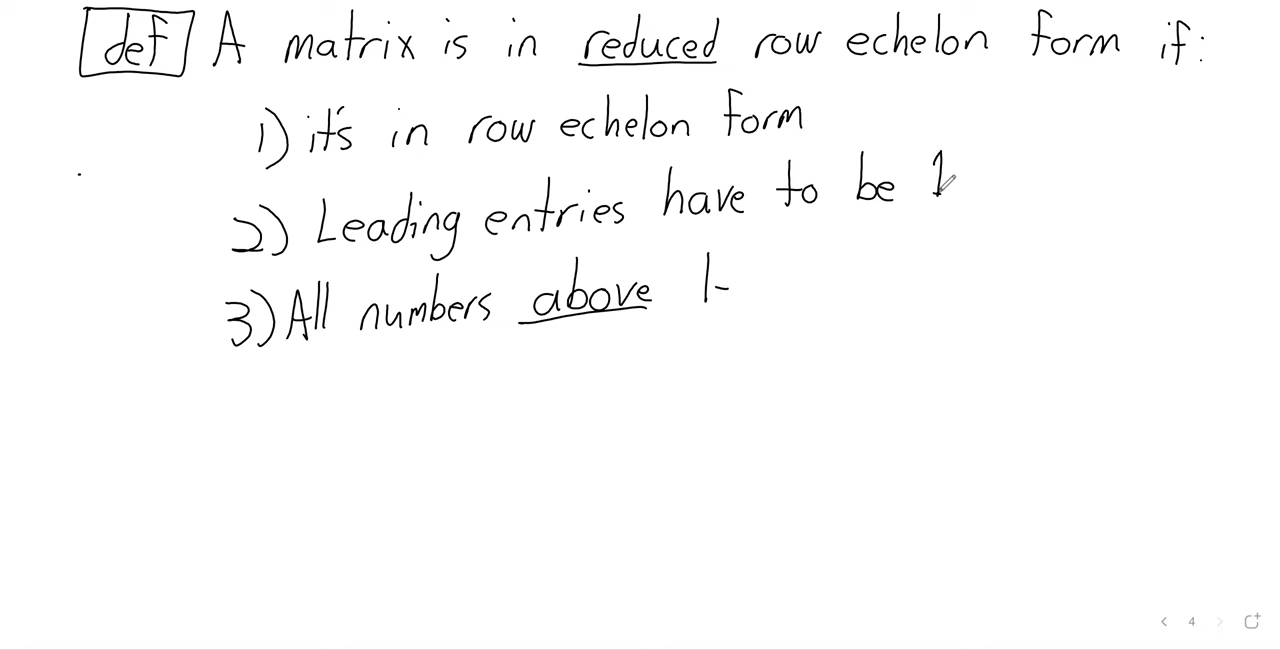 def A matrix is in reduced row echelon form if:
1) it's in row echelon form
2) Leading entries have to be 1
3) All numbers above
4